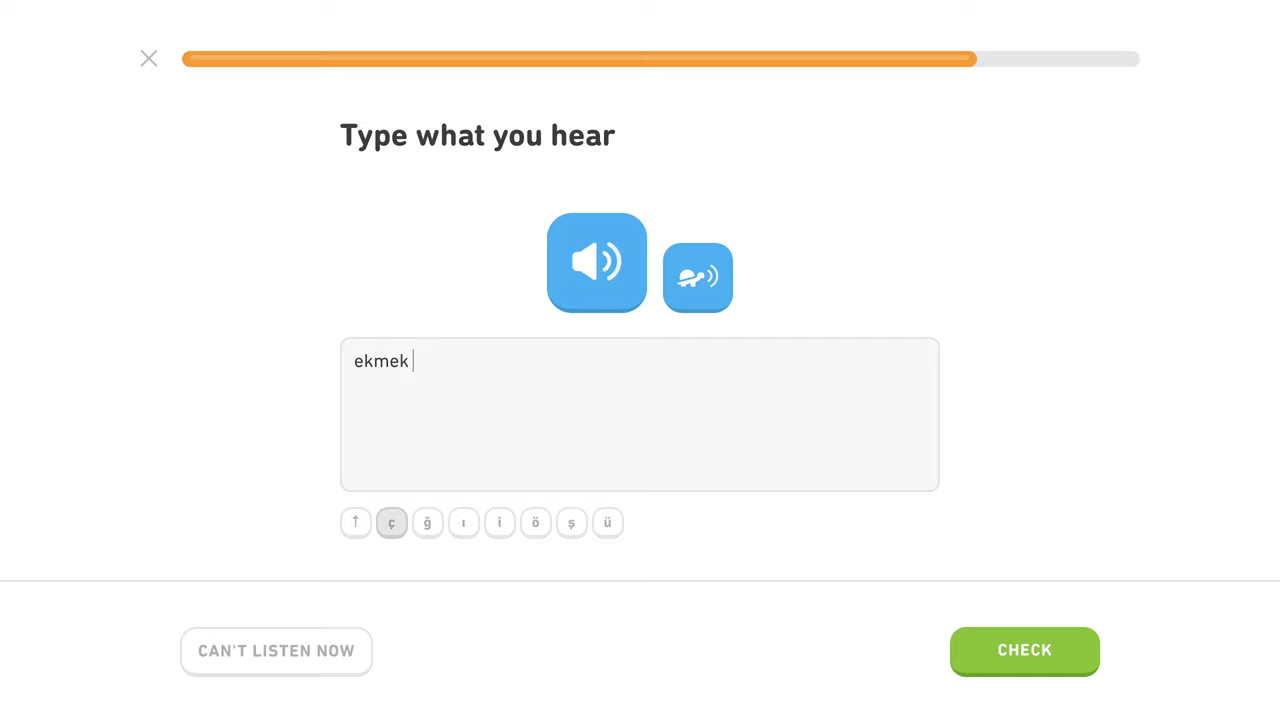 Type what you hear
ekmek
↑ ç ğ ı i ö ş ü
CAN'T LISTEN NOW
CHECK